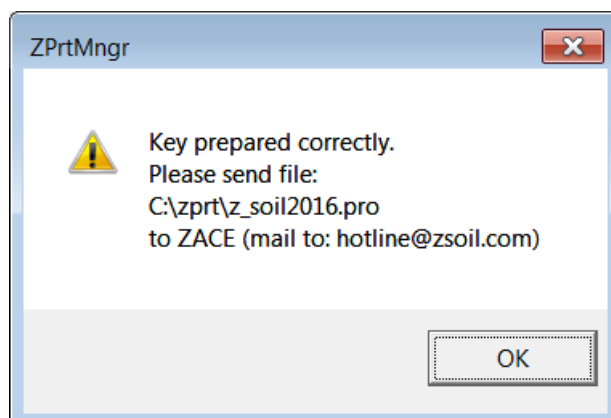 ZPrtMngr
Key prepared correctly.
Please send file:
C:\zprt\z_soil2016.pro
to ZACE (mail to: hotline@zsoil.com)
OK